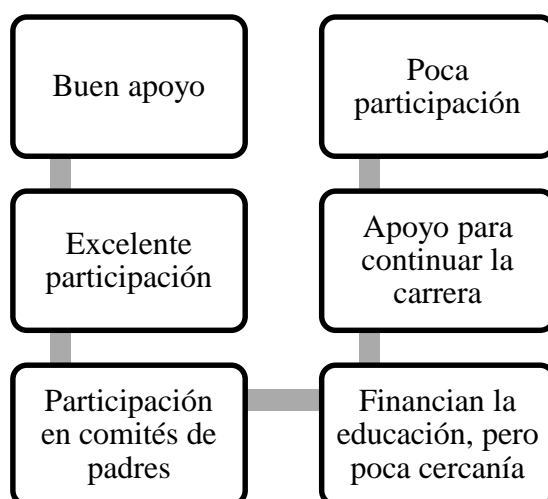 Buen apoyo
Excelente
participación
Participación
en comités de
padres
Financian la
educación, pero
poca cercanía
Apoyo para
continuar la
carrera
Poca
participación